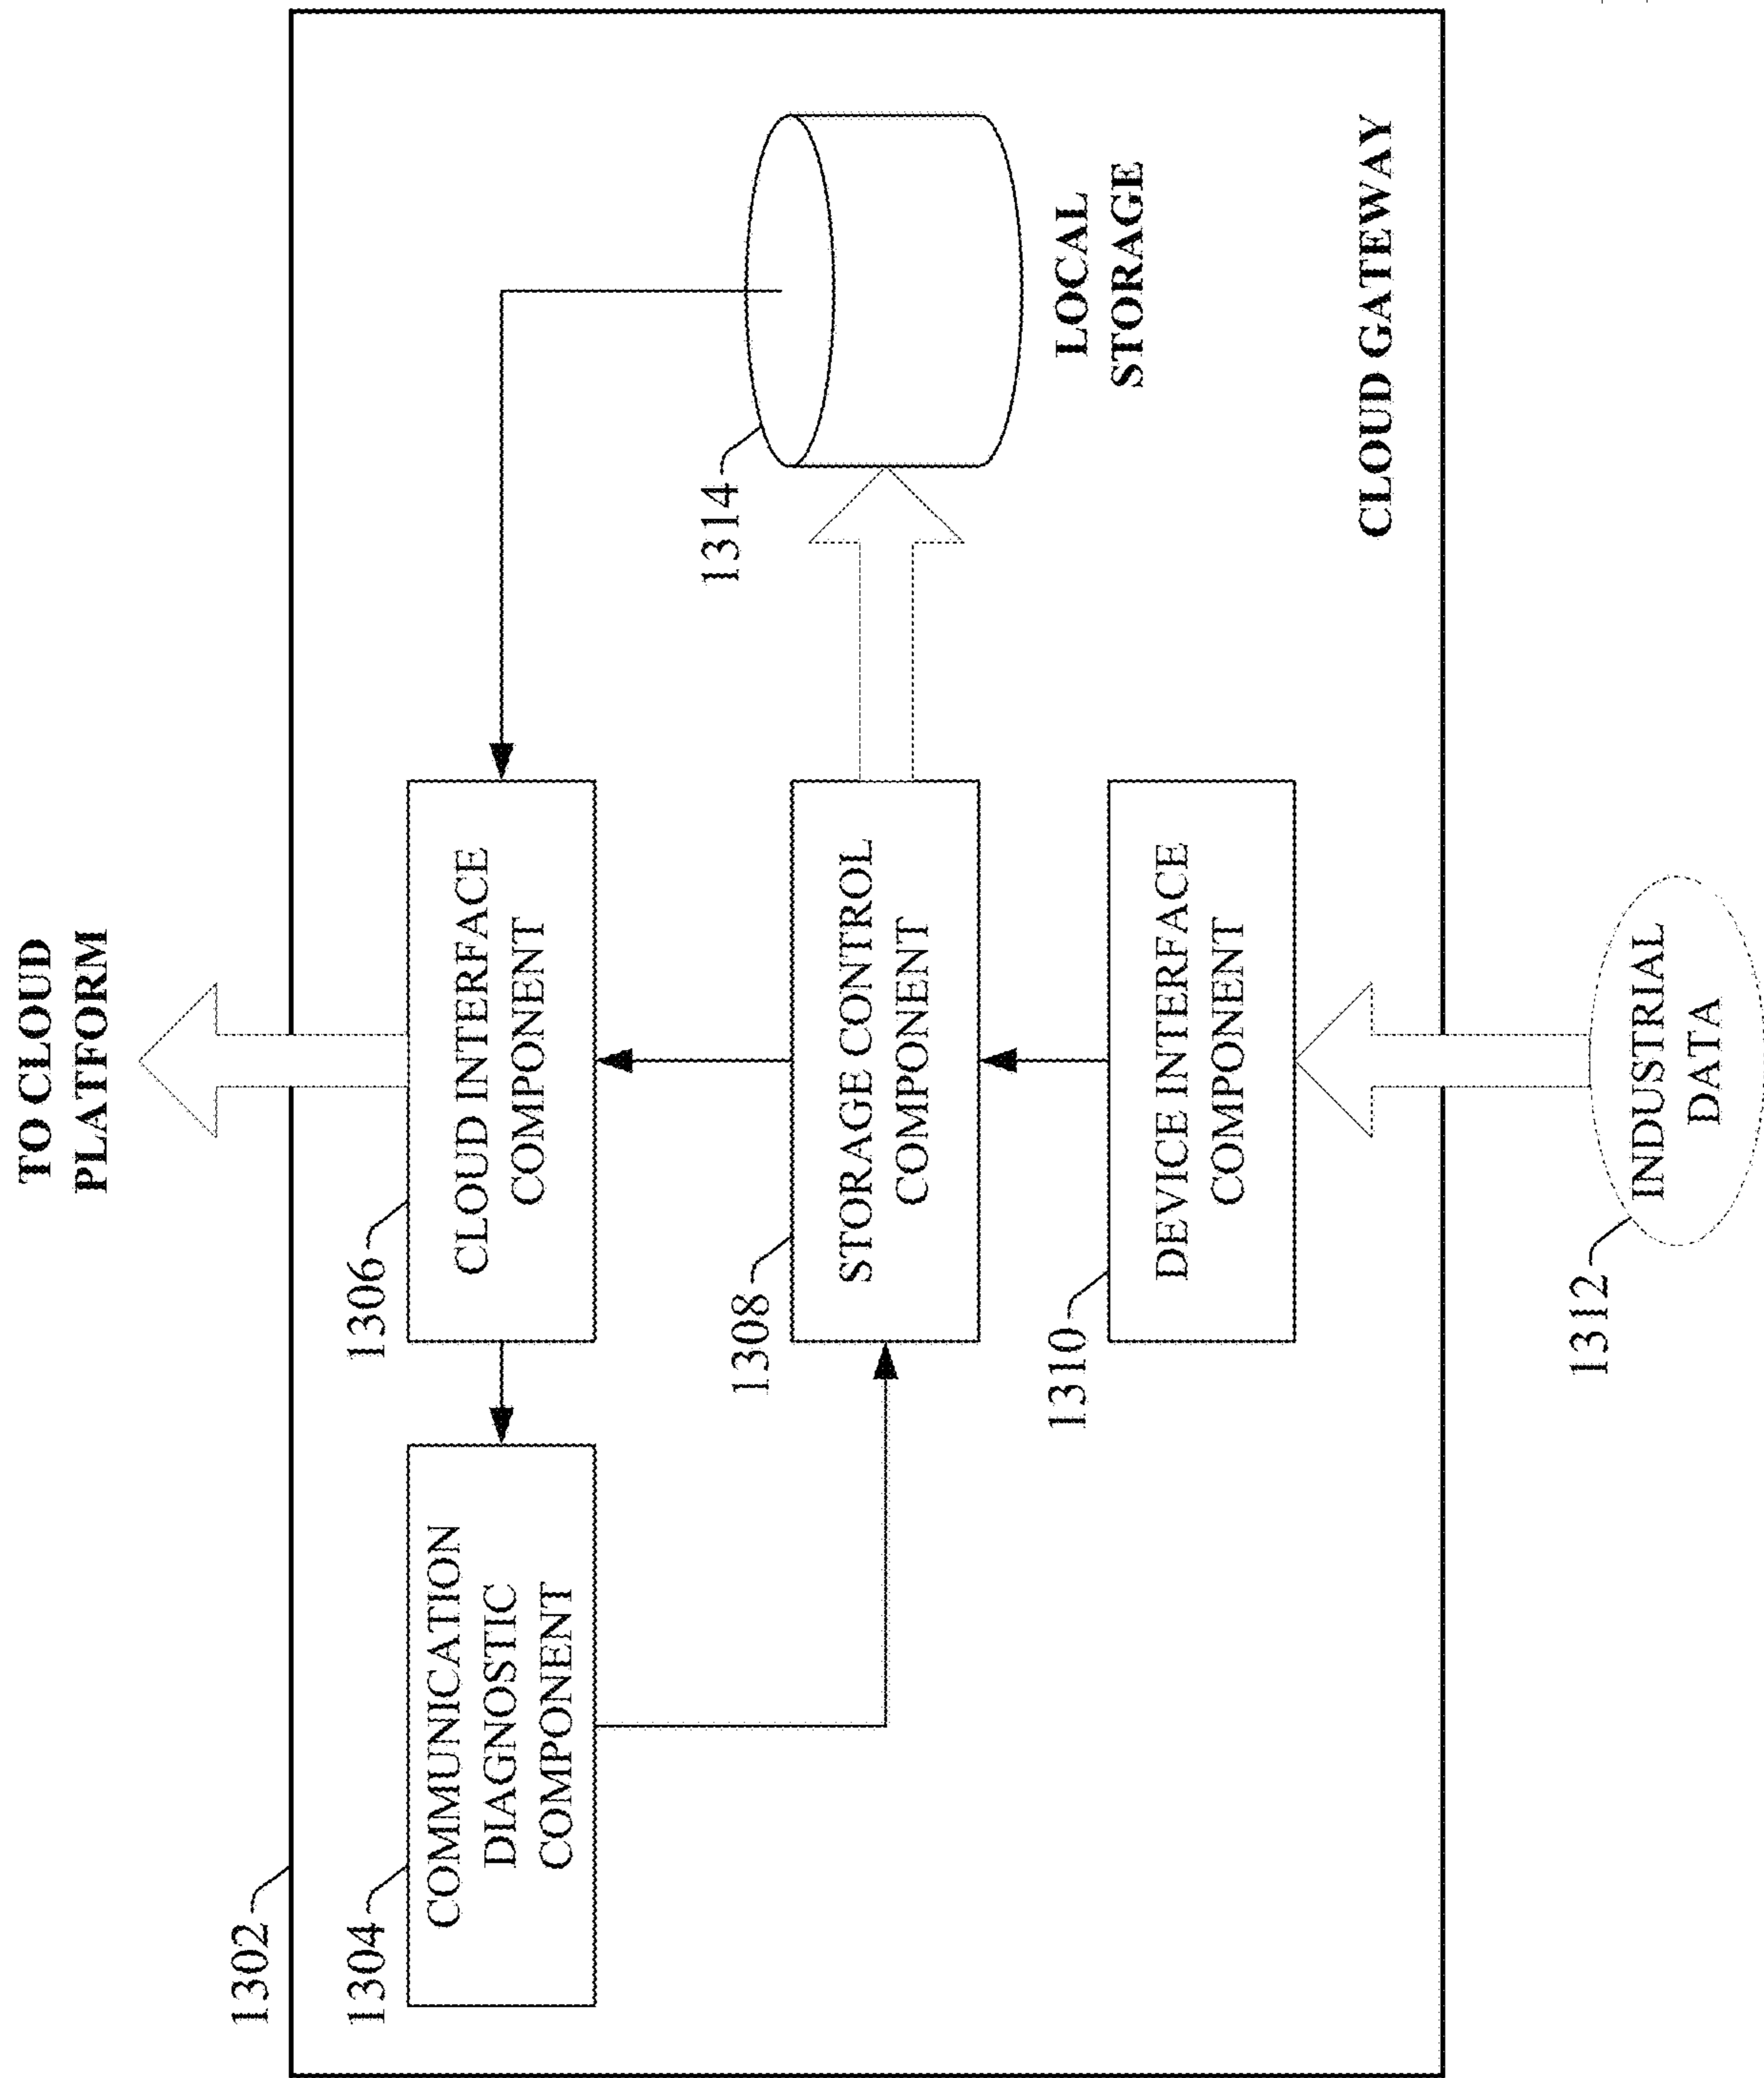 TO CLOUD
PLATFORM
1302
1304
COMMUNICATION
DIAGNOSTIC
COMPONENT
1306
CLOUD INTERFACE
COMPONENT
1308
STORAGE CONTROL
COMPONENT
1314
LOCAL
STORAGE
1310
DEVICE INTERFACE
COMPONENT
CLOUD GATEWAY
1312
INDUSTRIAL
DATA